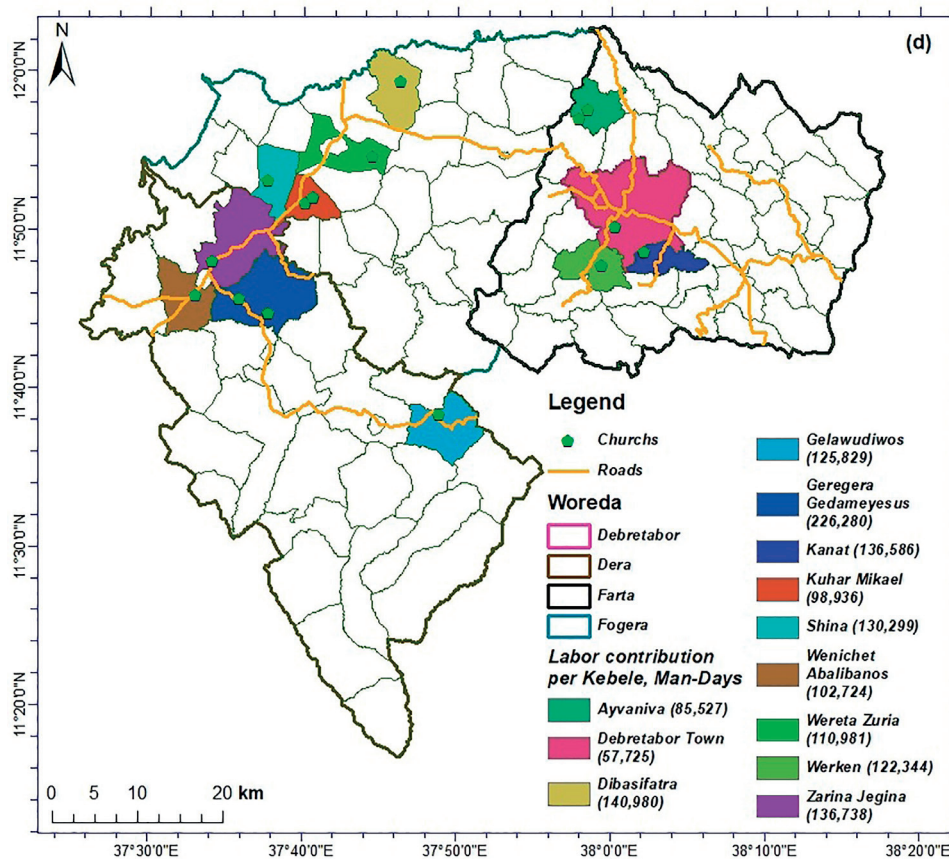 N
(d)
12°0'0"N
11°50'0"N
11°40'0"N
11°30'0"N
11°20'0"N
Legend
Churchs
Roads
Woreda
Debretabor
Dera
Farta
Fogera
Labor contribution
per Kebele, Man-Days
Ayvaniva (85,527)
Debretabor Town
(57,725)
Dibasifatra
(140,980)
Gelawudiwos
(125,829)
Geregera
Gedameyesus
(226,280)
Kanat (136,586)
Kuhar Mikael
(98,936)
Shina (130,299)
Wenichet
Abalibanos
(102,724)
Wereta Zuria
(110,981)
Werken (122,344)
Zarina Jegina
(136,738)
0 5 10 20 km
37°30'0"E 37°40'0"E 37°50'0"E 38°0'0"E 38°10'0"E 38°20'0"E